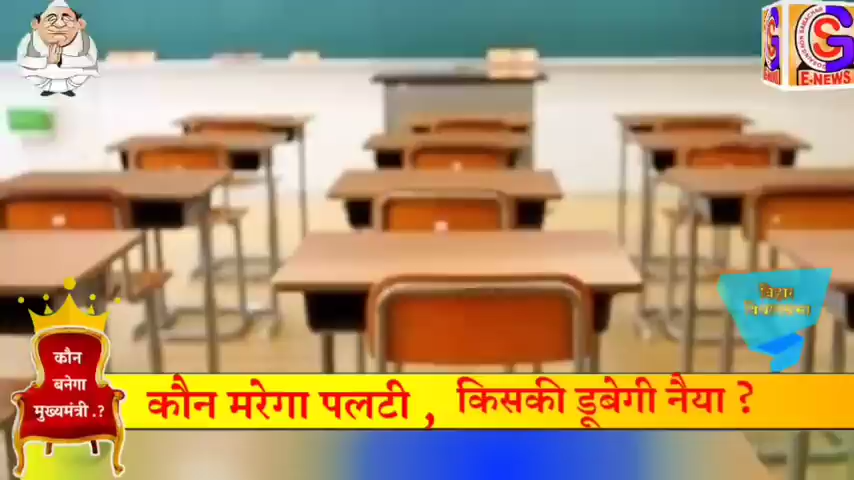 E-NEWS
बिहार
कौन
बनेगा
मुख्यमंत्री .?
कौन मरेगा पलटी , किसकी डूबेगी नैया ?